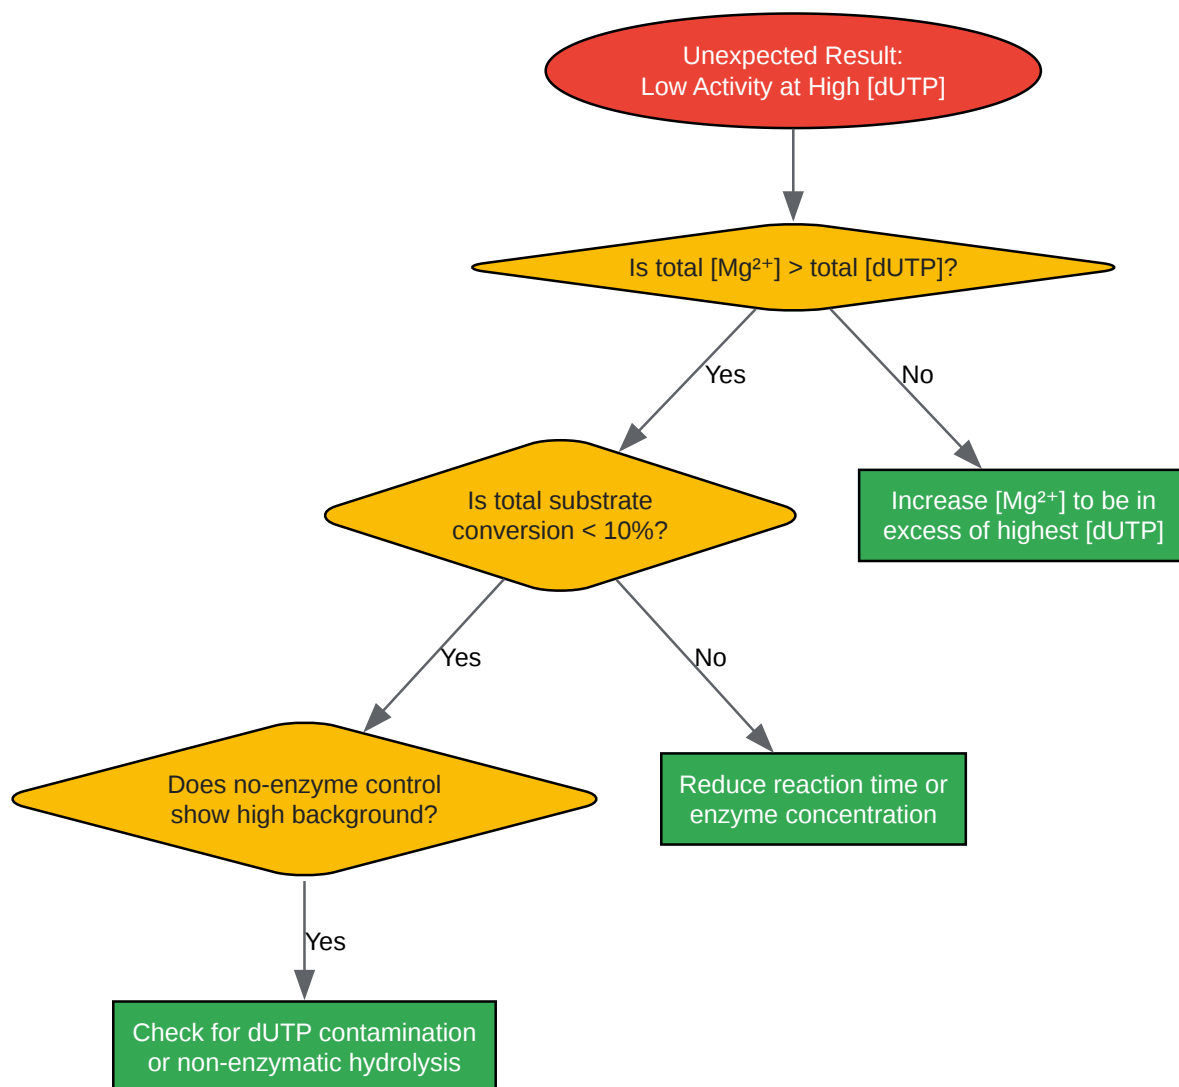 Unexpected Result:
Low Activity at High [dUTP]
Is total [Mg²⁺] > total [dUTP]?
Yes
No
Is total substrate
conversion < 10%?
Increase [Mg²⁺] to be in
excess of highest [dUTP]
Yes
No
Does no-enzyme control
show high background?
Reduce reaction time or
enzyme concentration
Yes
Check for dUTP contamination
or non-enzymatic hydrolysis